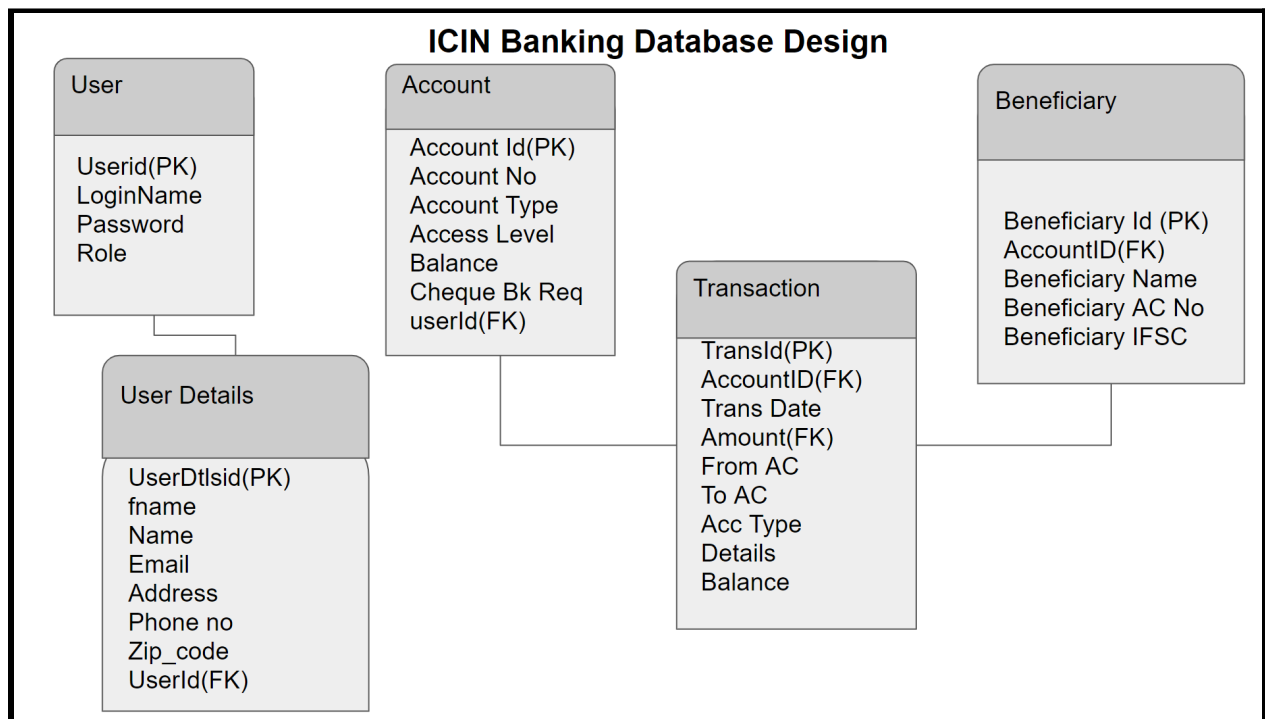 ICIN Banking Database Design
User
Userid(PK)
LoginName
Password
Role
User Details
UserDtlsid(PK)
fname
Name
Email
Address
Phone no
Zip_code
UserId(FK)
Account
Account Id(PK)
Account No
Account Type
Access Level
Balance
Cheque Bk Req
userId(FK)
Transaction
TransId(PK)
AccountID(FK)
Trans Date
Amount(FK)
From AC
To AC
Acc Type
Details
Balance
Beneficiary
Beneficiary Id (PK)
AccountID(FK)
Beneficiary Name
Beneficiary AC No
Beneficiary IFSC